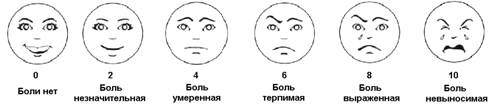 0 2 4 6 8 10
Боли нет Боль Боль Боль Боль Боль
незначительная умеренная терпимая выраженная невыносимая